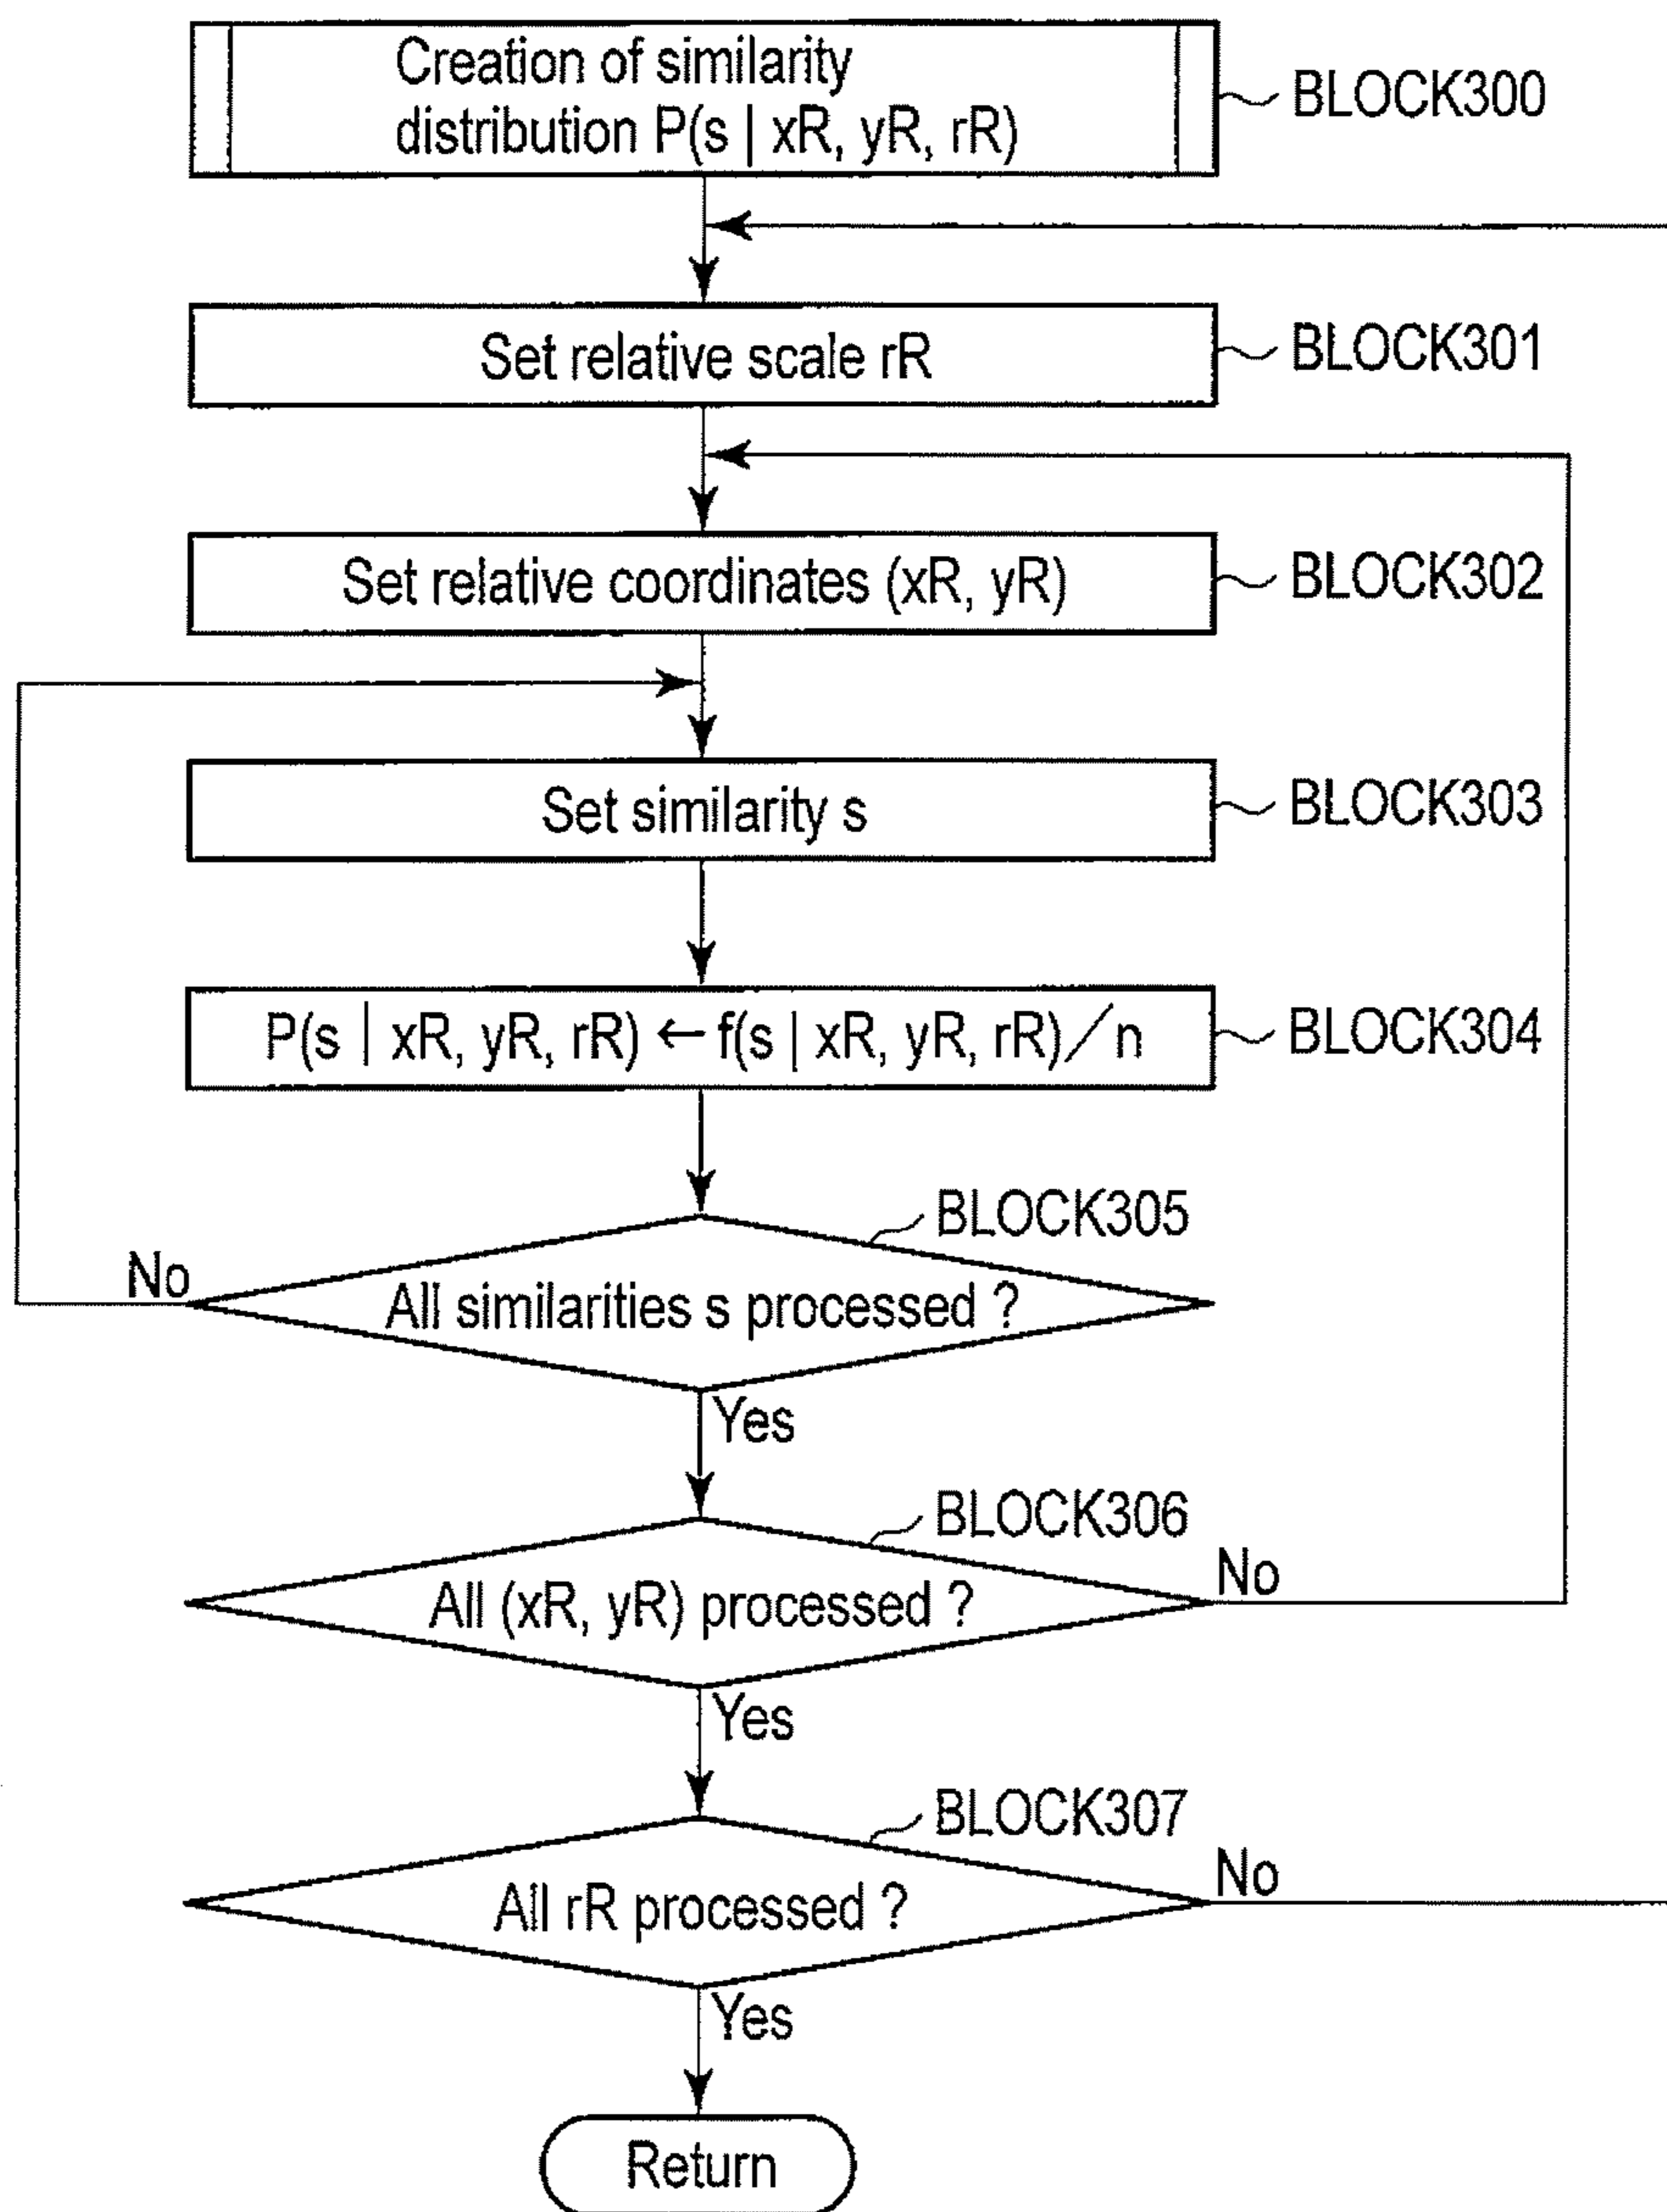 Creation of similarity
distribution P(s | xR, yR, rR)
BLOCK300
Set relative scale rR
BLOCK301
Set relative coordinates (xR, yR)
BLOCK302
Set similarity s
BLOCK303
P(s | xR, yR, rR) ← f(s | xR, yR, rR)／n
BLOCK304
BLOCK305
No
All similarities s processed ?
Yes
BLOCK306
No
All (xR, yR) processed ?
Yes
BLOCK307
No
All rR processed ?
Yes
Return